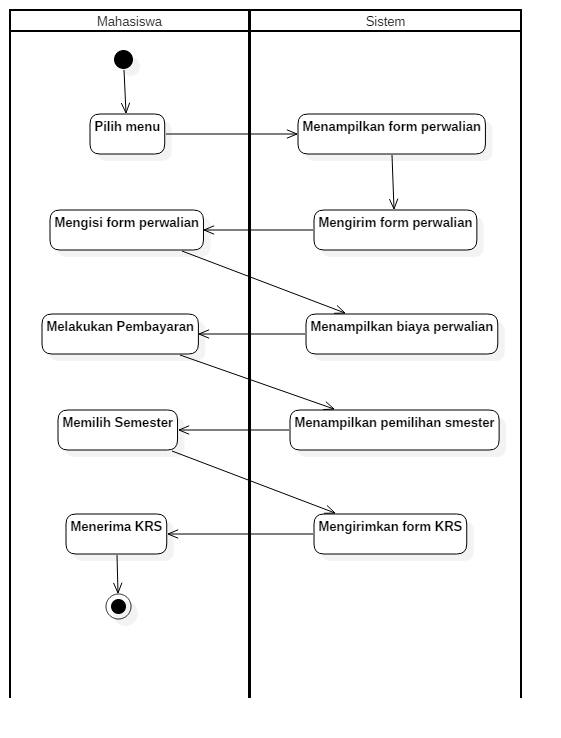 Mahasiswa
Sistem
Pilih menu
Menampilkan form perwalian
Mengisi form perwalian
Mengirim form perwalian
Melakukan Pembayaran
Menampilkan biaya perwalian
Memilih Semester
Menampilkan pemilihan smester
Menerima KRS
Mengirimkan form KRS